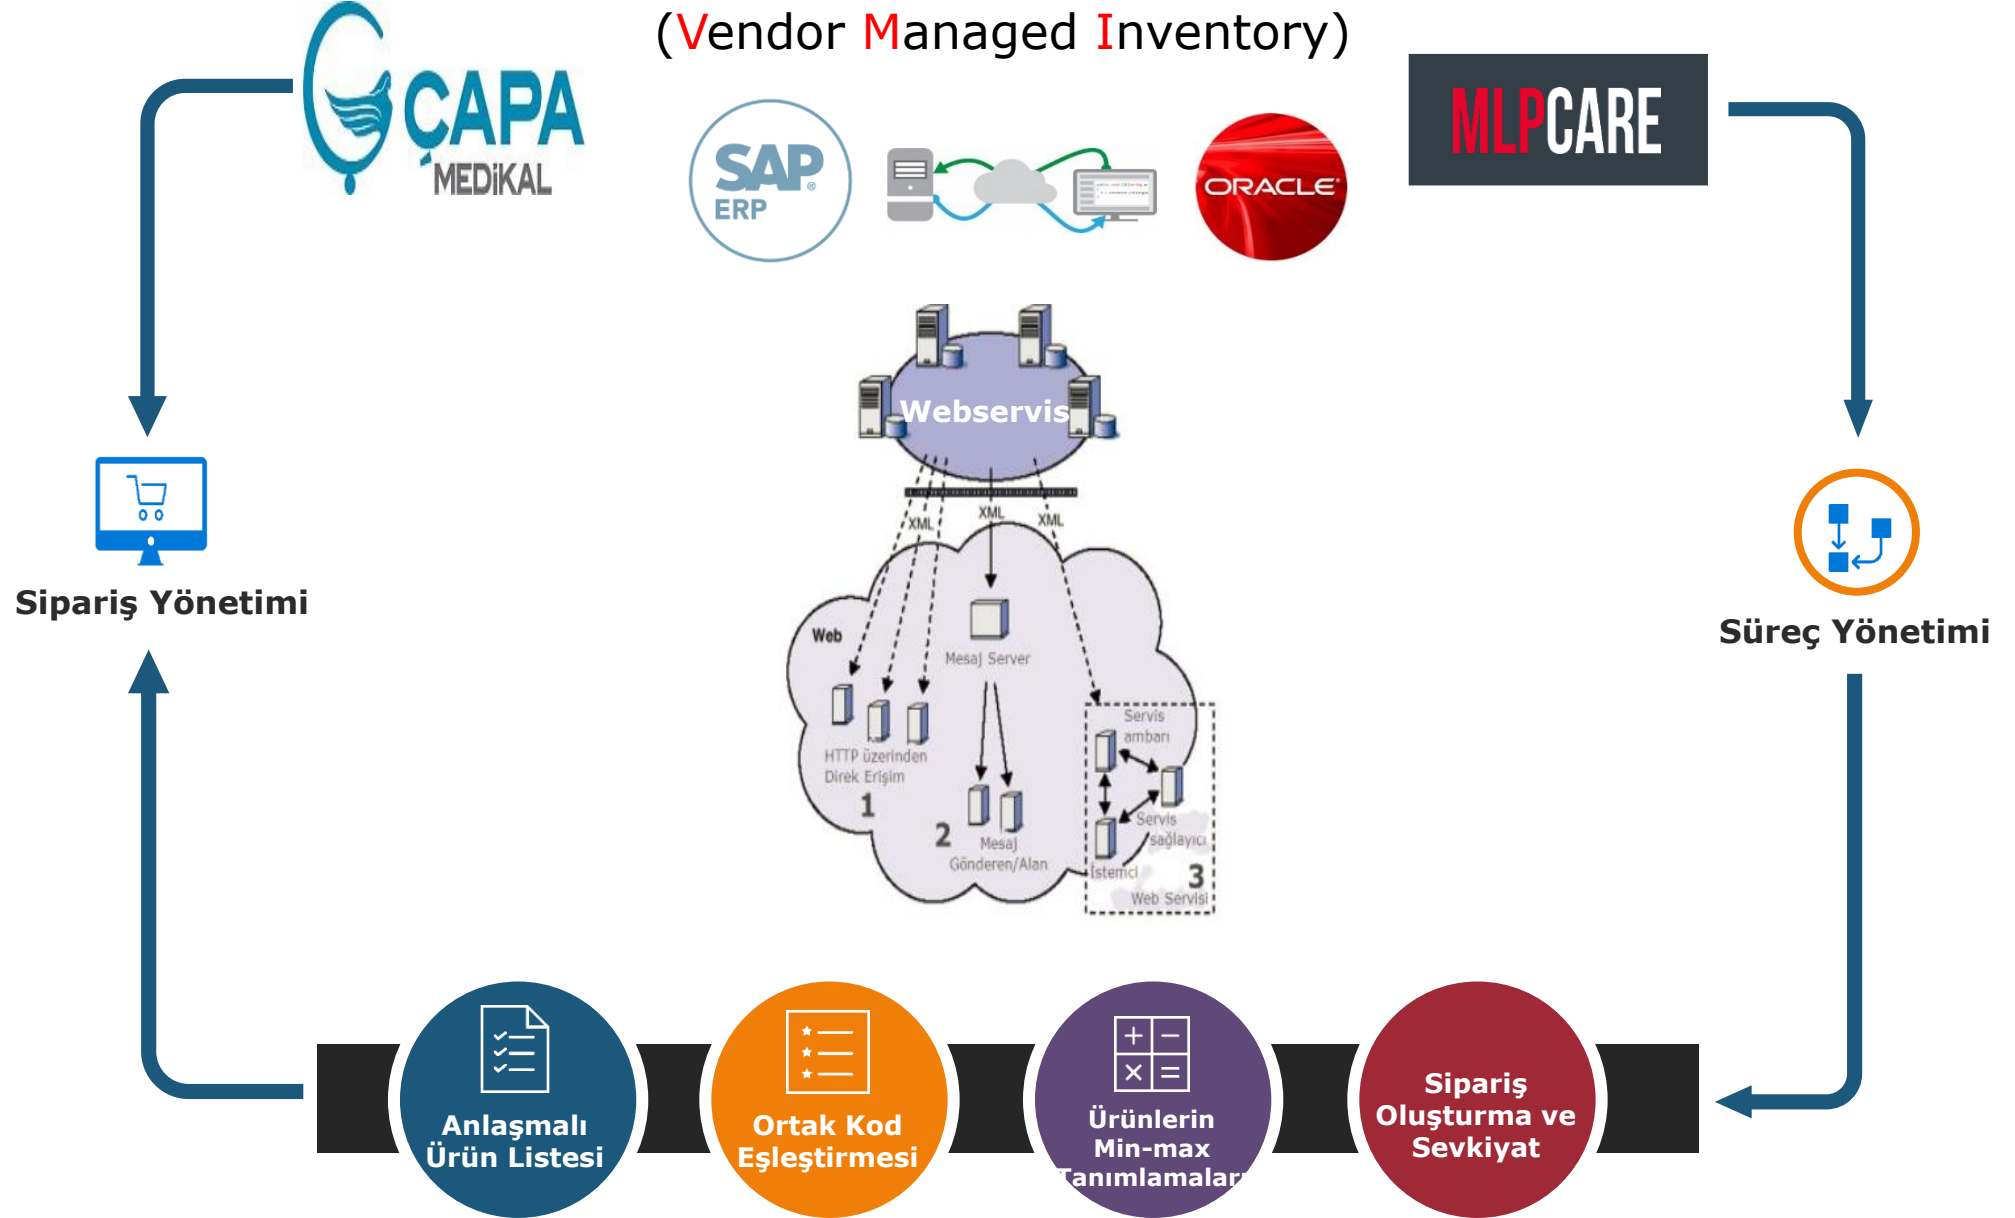 (Vendor Managed Inventory)
ÇAPA
MEDİKAL
SAP
ERP
ORACLE
MLPCARE
Webservis
XML
XML
XML
Web
Mesaj Server
HTTP üzerinden
Direk Erişim
1
2
Mesaj
Gönderen/Alan
Servis
ambarı
Servis
sağlayıcı
İstemci
3
Web Servisi
Sipariş Yönetimi
Süreç Yönetimi
Anlaşmalı
Ürün Listesi
Ortak Kod
Eşleştirmesi
Ürünlerin
Min-max
Tanımlamaları
Sipariş
Oluşturma ve
Sevkiyat